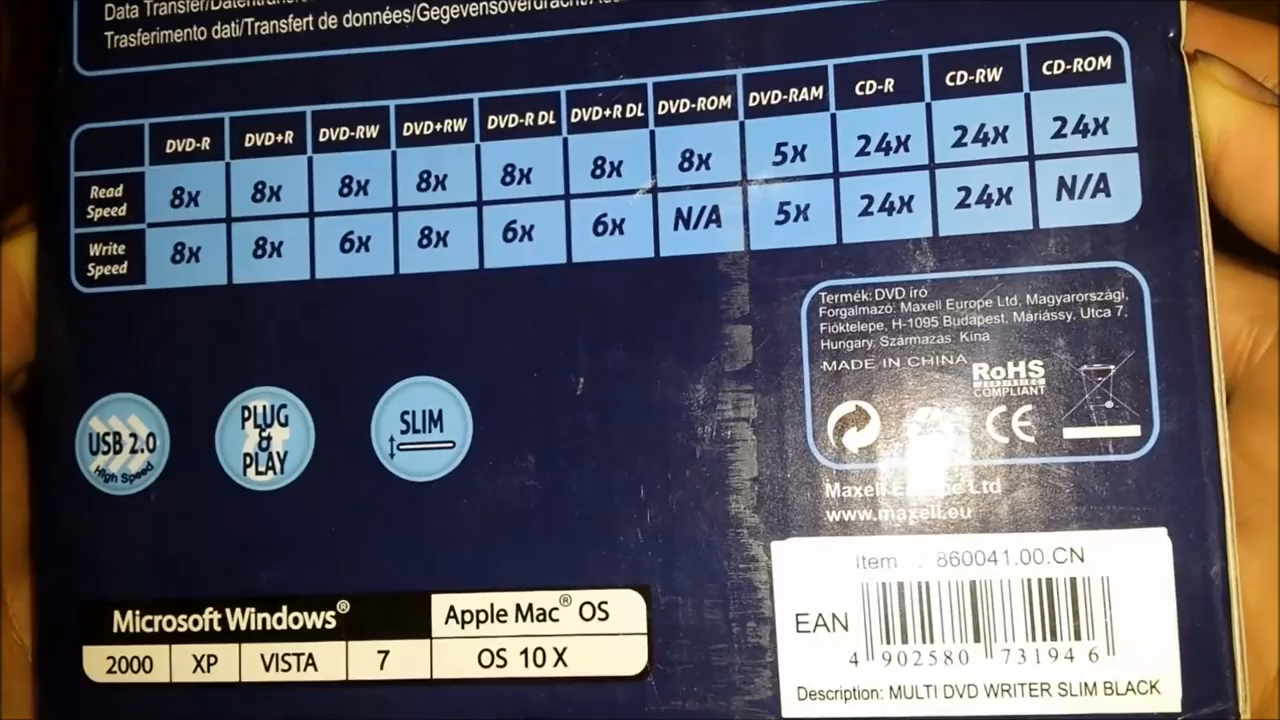 Data Transfer/
Trasferimento dati/Transfert de données/Gegevensoverdracht/
DVD-R DVD+R DVD-RW DVD+RW DVD-R DL DVD+R DL DVD-ROM DVD-RAM CD-R CD-RW CD-ROM
Read Speed 8x 8x 8x 8x 8x 8x 8x 5x 24x 24x 24x
Write Speed 8x 8x 6x 8x 6x 6x N/A 5x 24x 24x N/A
Termék: DVD író
Forgalmazó: Maxell Europe Ltd, Magyarországi,
Fióktelepe, H-1095 Budapest, Máriássy, Utca 7,
Hungary, Származás, Kína
MADE IN CHINA
RoHS
COMPLIANT
CE
USB 2.0
High Speed
PLUG
&
PLAY
SLIM
Maxell Europe Ltd
www.maxell.eu
Microsoft Windows® Apple Mac® OS
2000 XP VISTA 7 OS 10 X
Item : 860041.00.CN
EAN
4 902580 731946
Description: MULTI DVD WRITER SLIM BLACK